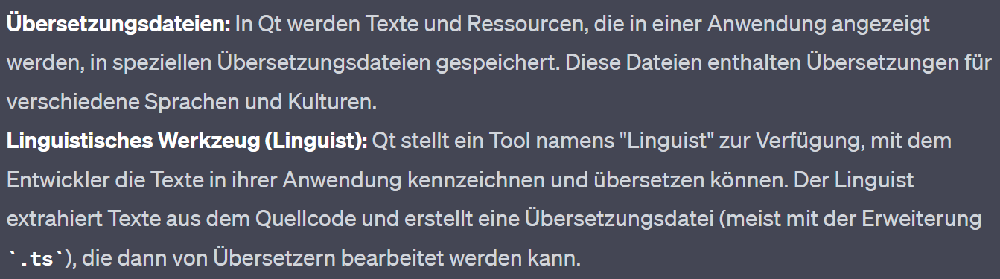 Übersetzungsdateien: In Qt werden Texte und Ressourcen, die in einer Anwendung angezeigt
werden, in speziellen Übersetzungsdateien gespeichert. Diese Dateien enthalten Übersetzungen für
verschiedene Sprachen und Kulturen.
Linguistisches Werkzeug (Linguist): Qt stellt ein Tool namens "Linguist" zur Verfügung, mit dem
Entwickler die Texte in ihrer Anwendung kennzeichnen und übersetzen können. Der Linguist
extrahiert Texte aus dem Quellcode und erstellt eine Übersetzungsdatei (meist mit der Erweiterung
`.ts`), die dann von Übersetzern bearbeitet werden kann.